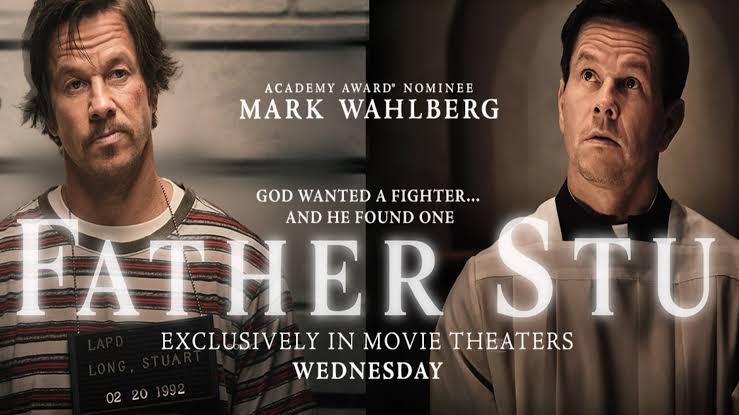 ACADEMY AWARD® NOMINEE
MARK WAHLBERG
GOD WANTED A FIGHTER...
AND HE FOUND ONE
FATHER STU
LAPD
LONG, STUART
02 20 1992
EXCLUSIVELY IN MOVIE THEATERS
WEDNESDAY